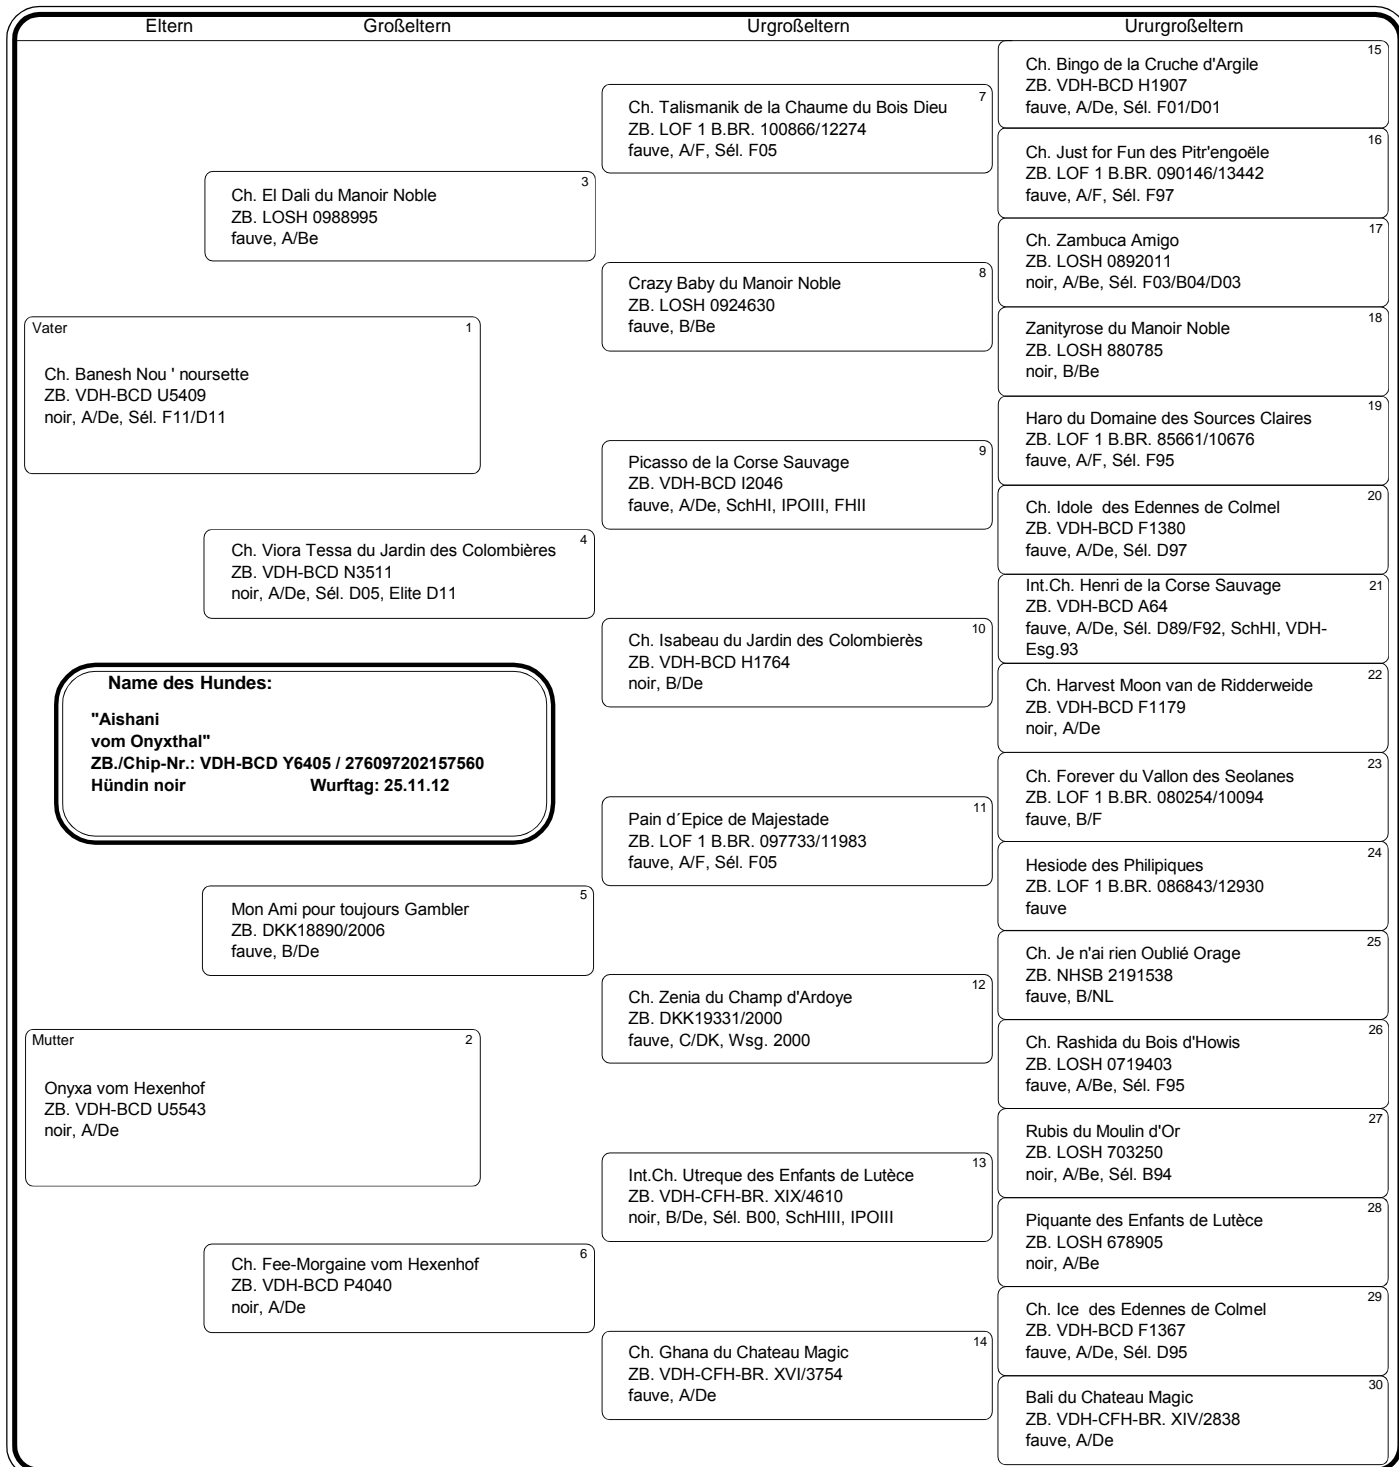 Eltern Großeltern Urgroßeltern Ururgroßeltern
Vater 1
Ch. Banesh Nou ' noursette
ZB. VDH-BCD U5409
noir, A/De, Sél. F11/D11
Mutter 2
Onyxa vom Hexenhof
ZB. VDH-BCD U5543
noir, A/De
3
Ch. El Dali du Manoir Noble
ZB. LOSH 0988995
fauve, A/Be
4
Ch. Viora Tessa du Jardin des Colombières
ZB. VDH-BCD N3511
noir, A/De, Sél. D05, Elite D11
Name des Hundes:
"Aishani
vom Onyxthal"
ZB./Chip-Nr.: VDH-BCD Y6405 / 276097202157560
Hündin noir Wurftag: 25.11.12
5
Mon Ami pour toujours Gambler
ZB. DKK18890/2006
fauve, B/De
6
Ch. Fee-Morgaine vom Hexenhof
ZB. VDH-BCD P4040
noir, A/De
7
Ch. Talismanik de la Chaume du Bois Dieu
ZB. LOF 1 B.BR. 100866/12274
fauve, A/F, Sél. F05
8
Crazy Baby du Manoir Noble
ZB. LOSH 0924630
fauve, B/Be
9
Picasso de la Corse Sauvage
ZB. VDH-BCD I2046
fauve, A/De, SchHI, IPOIII, FHII
10
Ch. Isabeau du Jardin des Colombierès
ZB. VDH-BCD H1764
noir, B/De
11
Pain d´Epice de Majestade
ZB. LOF 1 B.BR. 097733/11983
fauve, A/F, Sél. F05
12
Ch. Zenia du Champ d'Ardoye
ZB. DKK19331/2000
fauve, C/DK, Wsg. 2000
13
Int.Ch. Utreque des Enfants de Lutèce
ZB. VDH-CFH-BR. XIX/4610
noir, B/De, Sél. B00, SchHIII, IPOIII
14
Ch. Ghana du Chateau Magic
ZB. VDH-CFH-BR. XVI/3754
fauve, A/De
15
Ch. Bingo de la Cruche d'Argile
ZB. VDH-BCD H1907
fauve, A/De, Sél. F01/D01
16
Ch. Just for Fun des Pitr'engoële
ZB. LOF 1 B.BR. 090146/13442
fauve, A/F, Sél. F97
17
Ch. Zambuca Amigo
ZB. LOSH 0892011
noir, A/Be, Sél. F03/B04/D03
18
Zanityrose du Manoir Noble
ZB. LOSH 880785
noir, B/Be
19
Haro du Domaine des Sources Claires
ZB. LOF 1 B.BR. 85661/10676
fauve, A/F, Sél. F95
20
Ch. Idole des Edennes de Colmel
ZB. VDH-BCD F1380
fauve, A/De, Sél. D97
21
Int.Ch. Henri de la Corse Sauvage
ZB. VDH-BCD A64
fauve, A/De, Sél. D89/F92, SchHI, VDH-
Esg.93
22
Ch. Harvest Moon van de Ridderweide
ZB. VDH-BCD F1179
noir, A/De
23
Ch. Forever du Vallon des Seolanes
ZB. LOF 1 B.BR. 080254/10094
fauve, B/F
24
Hesiode des Philipiques
ZB. LOF 1 B.BR. 086843/12930
fauve
25
Ch. Je n'ai rien Oublié Orage
ZB. NHSB 2191538
fauve, B/NL
26
Ch. Rashida du Bois d'Howis
ZB. LOSH 0719403
fauve, A/Be, Sél. F95
27
Rubis du Moulin d'Or
ZB. LOSH 703250
noir, A/Be, Sél. B94
28
Piquante des Enfants de Lutèce
ZB. LOSH 678905
noir, A/Be
29
Ch. Ice des Edennes de Colmel
ZB. VDH-BCD F1367
fauve, A/De, Sél. D95
30
Bali du Chateau Magic
ZB. VDH-CFH-BR. XIV/2838
fauve, A/De